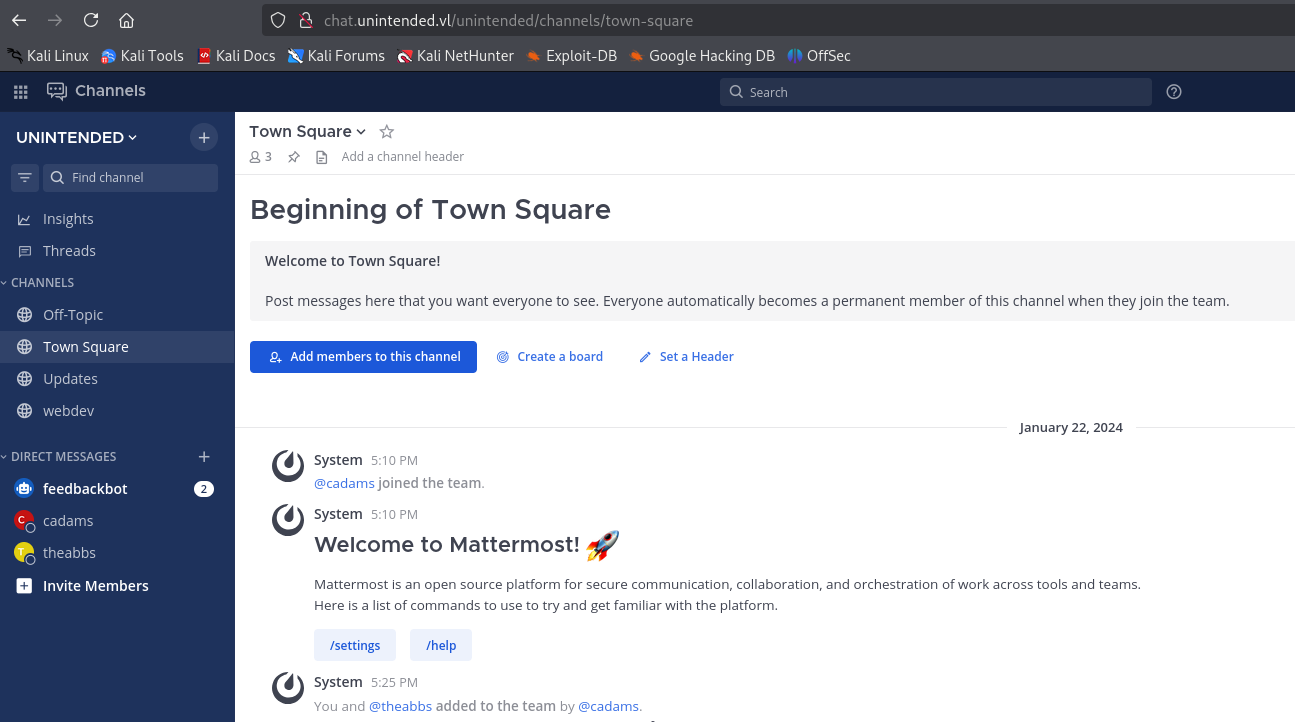 chat.unintended.vl/unintended/channels/town-square
Kali Linux Kali Tools Kali Docs Kali Forums Kali NetHunter Exploit-DB Google Hacking DB OffSec
Channels
Search
UNINTENDED
Find channel
Insights
Threads
CHANNELS
Off-Topic
Town Square
Updates
webdev
DIRECT MESSAGES
feedbackbot 2
C cadams
T theabbs
Invite Members
Town Square
3 Add a channel header
Beginning of Town Square
Welcome to Town Square!
Post messages here that you want everyone to see. Everyone automatically becomes a permanent member of this channel when they join the team.
Add members to this channel Create a board Set a Header
January 22, 2024
System 5:10 PM
@cadams joined the team.
System 5:10 PM
Welcome to Mattermost! 🚀
Mattermost is an open source platform for secure communication, collaboration, and orchestration of work across tools and teams.
Here is a list of commands to use to try and get familiar with the platform.
/settings /help
System 5:25 PM
You and @theabbs added to the team by @cadams.